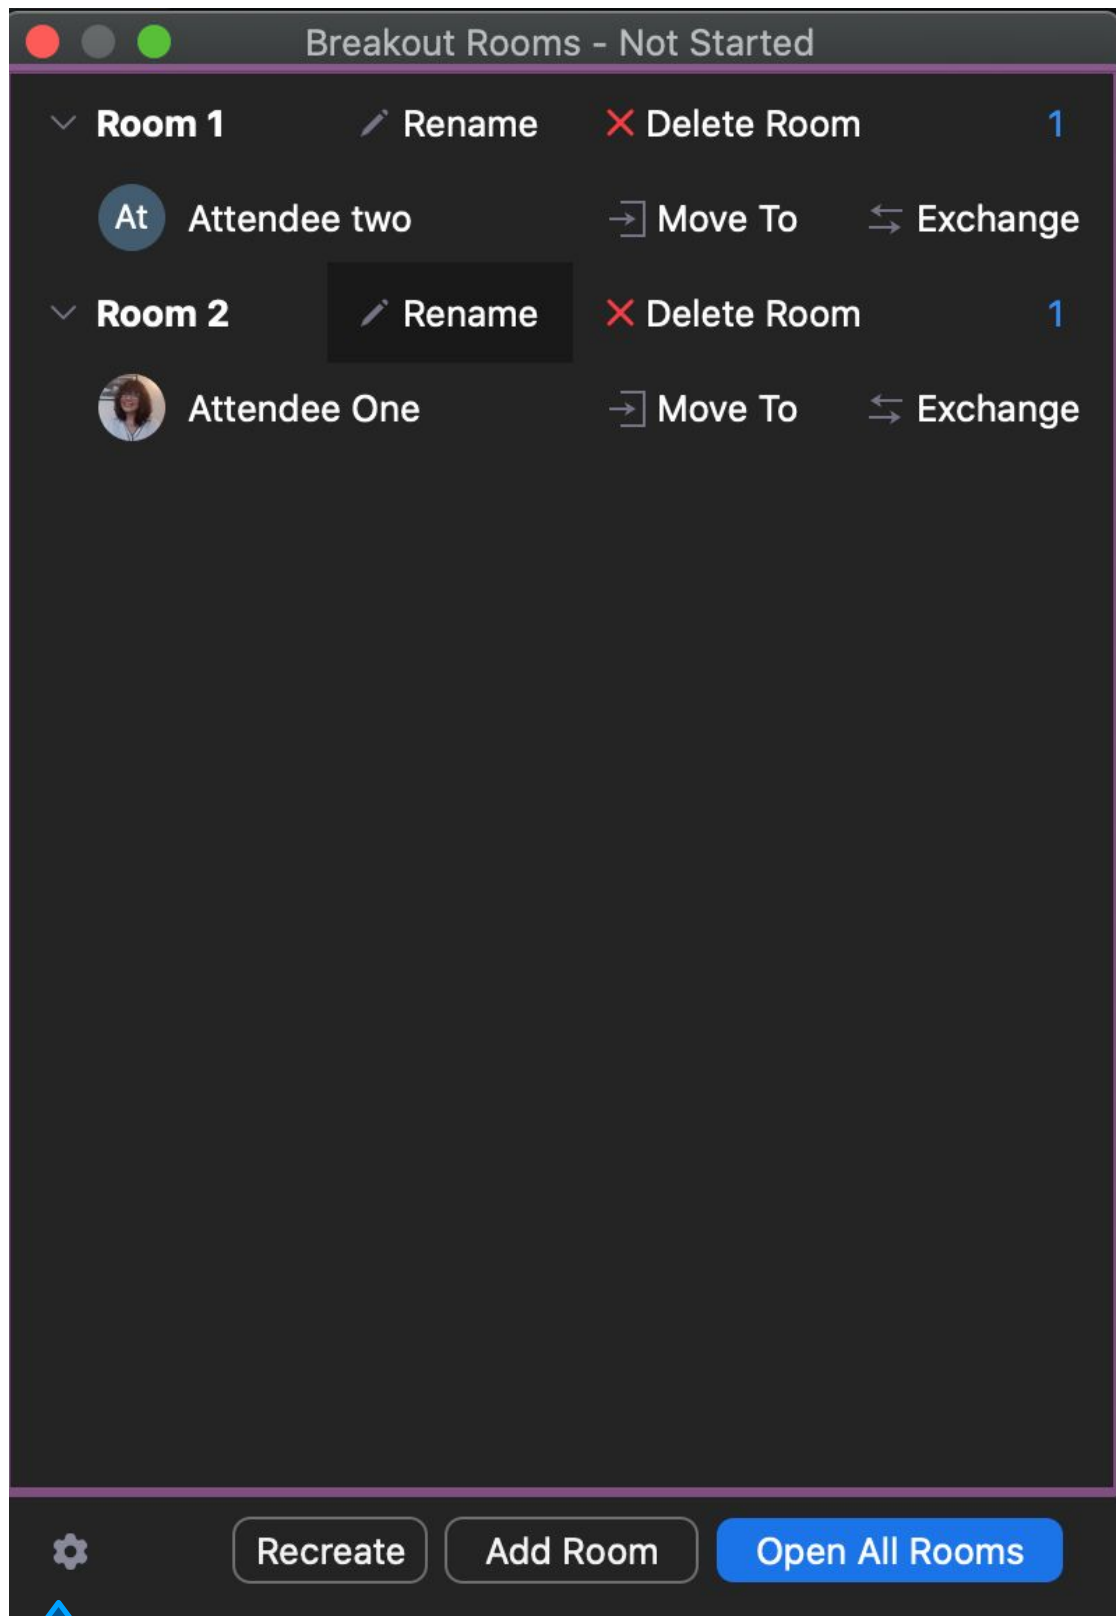 Breakout Rooms - Not Started
Room 1 Rename Delete Room 1
At Attendee two Move To Exchange
Room 2 Rename Delete Room 1
Attendee One Move To Exchange
Recreate Add Room Open All Rooms